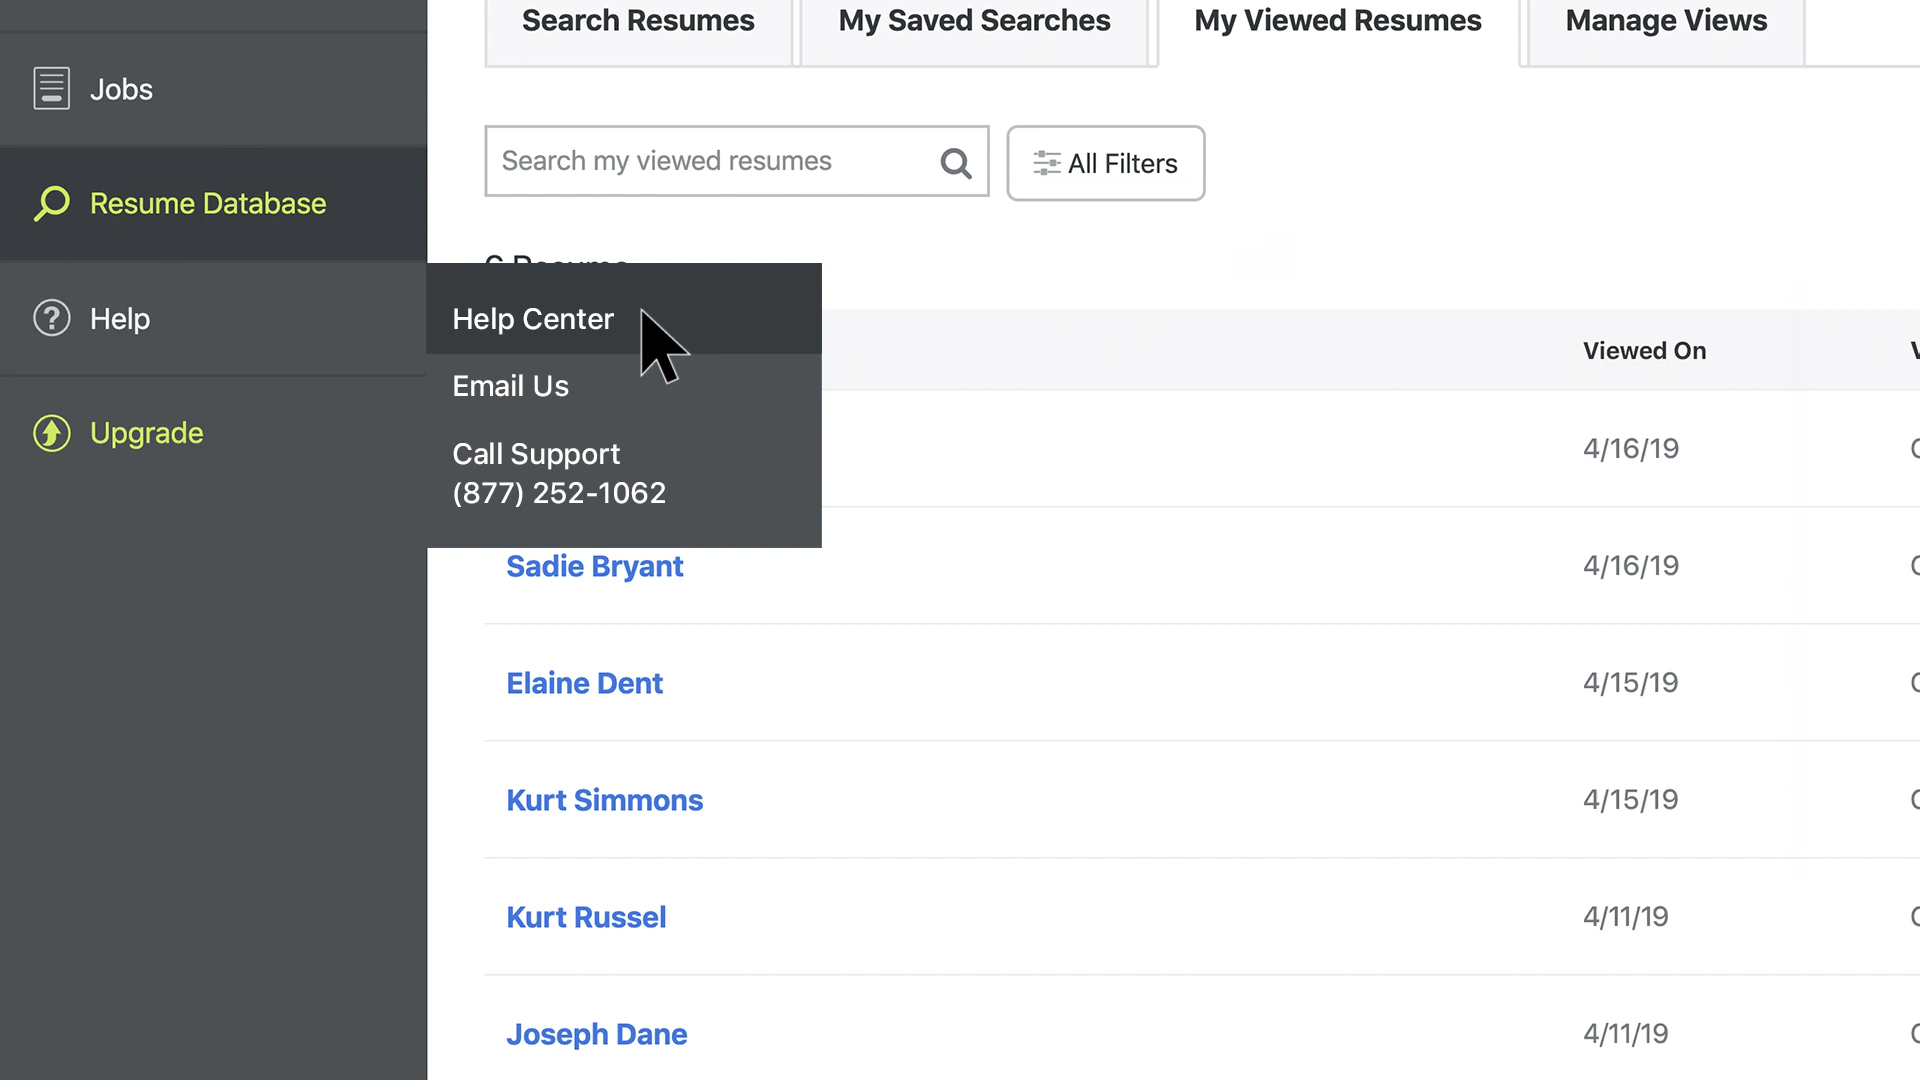 Search Resumes
My Saved Searches
My Viewed Resumes
Manage Views
Jobs
Search my viewed resumes
All Filters
Resume Database
Help
Help Center
Email Us
Call Support
(877) 252-1062
Upgrade
Viewed On
4/16/19
Sadie Bryant
4/16/19
Elaine Dent
4/15/19
Kurt Simmons
4/15/19
Kurt Russel
4/11/19
Joseph Dane
4/11/19